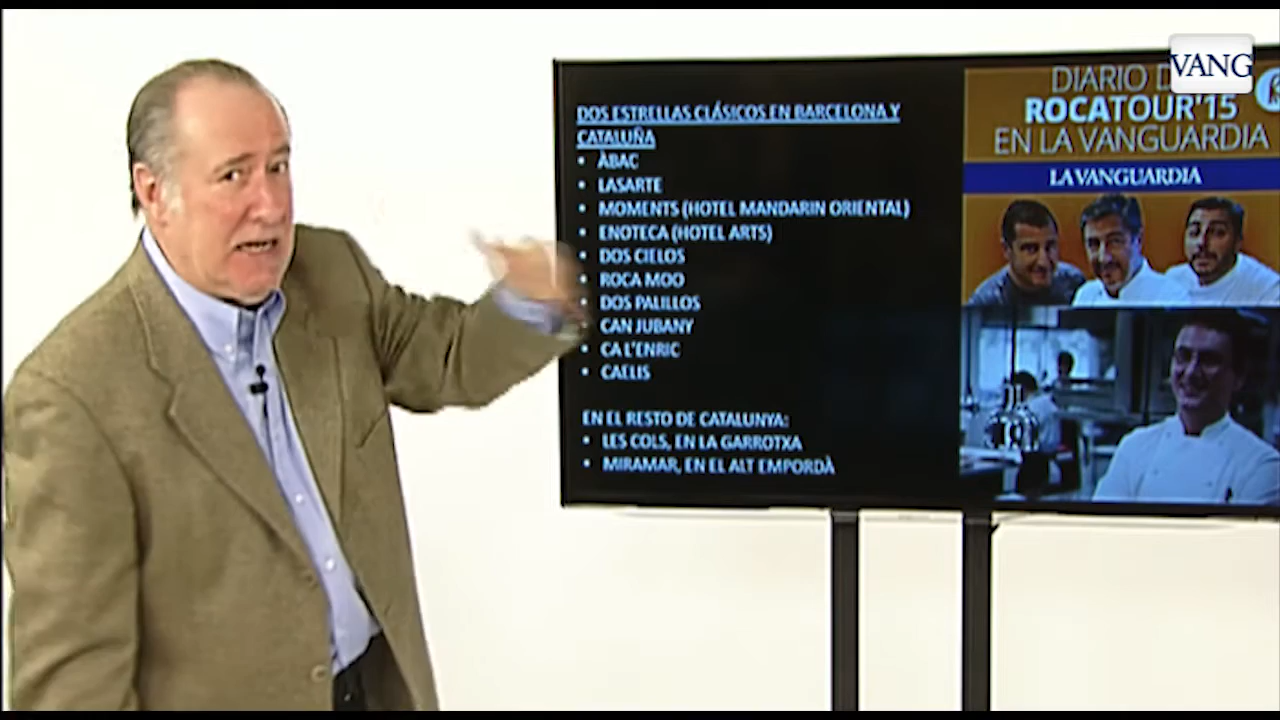 VANG
DOS ESTRELLAS CLÁSICOS EN BARCELONA Y
CATALUÑA
• ÀBAC
• LASARTE
• MOMENTS (HOTEL MANDARIN ORIENTAL)
• ENOTECA (HOTEL ARTS)
• DOS CIELOS
• ROCA MOO
• DOS PALILLOS
• CAN JUBANY
• CA L'ENRIC
• CAELIS
EN EL RESTO DE CATALUNYA:
• LES COLS, EN LA GARROTXA
• MIRAMAR, EN EL ALT EMPORDÀ
DIARIO
ROCATOUR'15
EN LA VANGUARDIA
LA VANGUARDIA